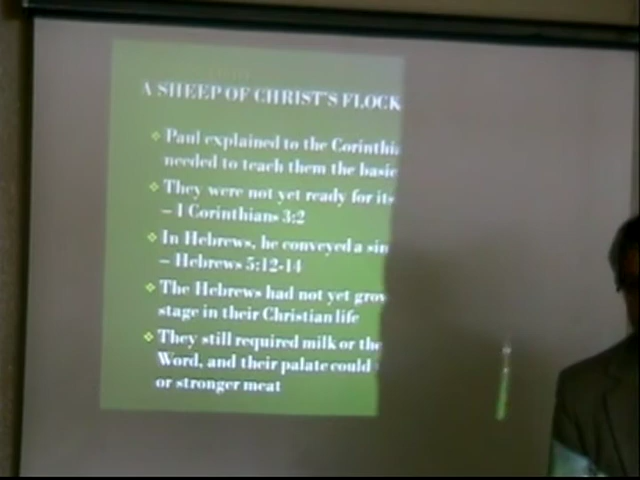 A SHEEP OF CHRIST'S FLOCK
Paul explained to the Corinthi
needed to teach them the basic
They were not yet ready for its
– I Corinthians 3:2
In Hebrews, he conveyed a sin
– Hebrews 5:12-14
The Hebrews had not yet grow
stage in their Christian life
They still required milk or the
Word, and their palate could
or stronger meat